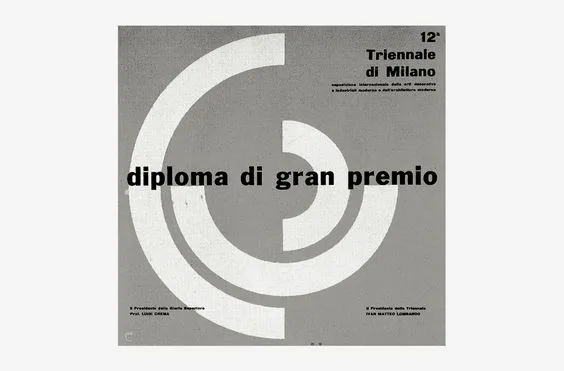 12ª
Triennale
di Milano
esposizione internazionale delle arti decorative
e industriali moderne e dell'architettura moderna
diploma di gran premio
Il Presidente della Giuria Superiore
Prof. LUIGI CREMA
Il Presidente della Triennale
IVAN MATTEO LOMBARDO